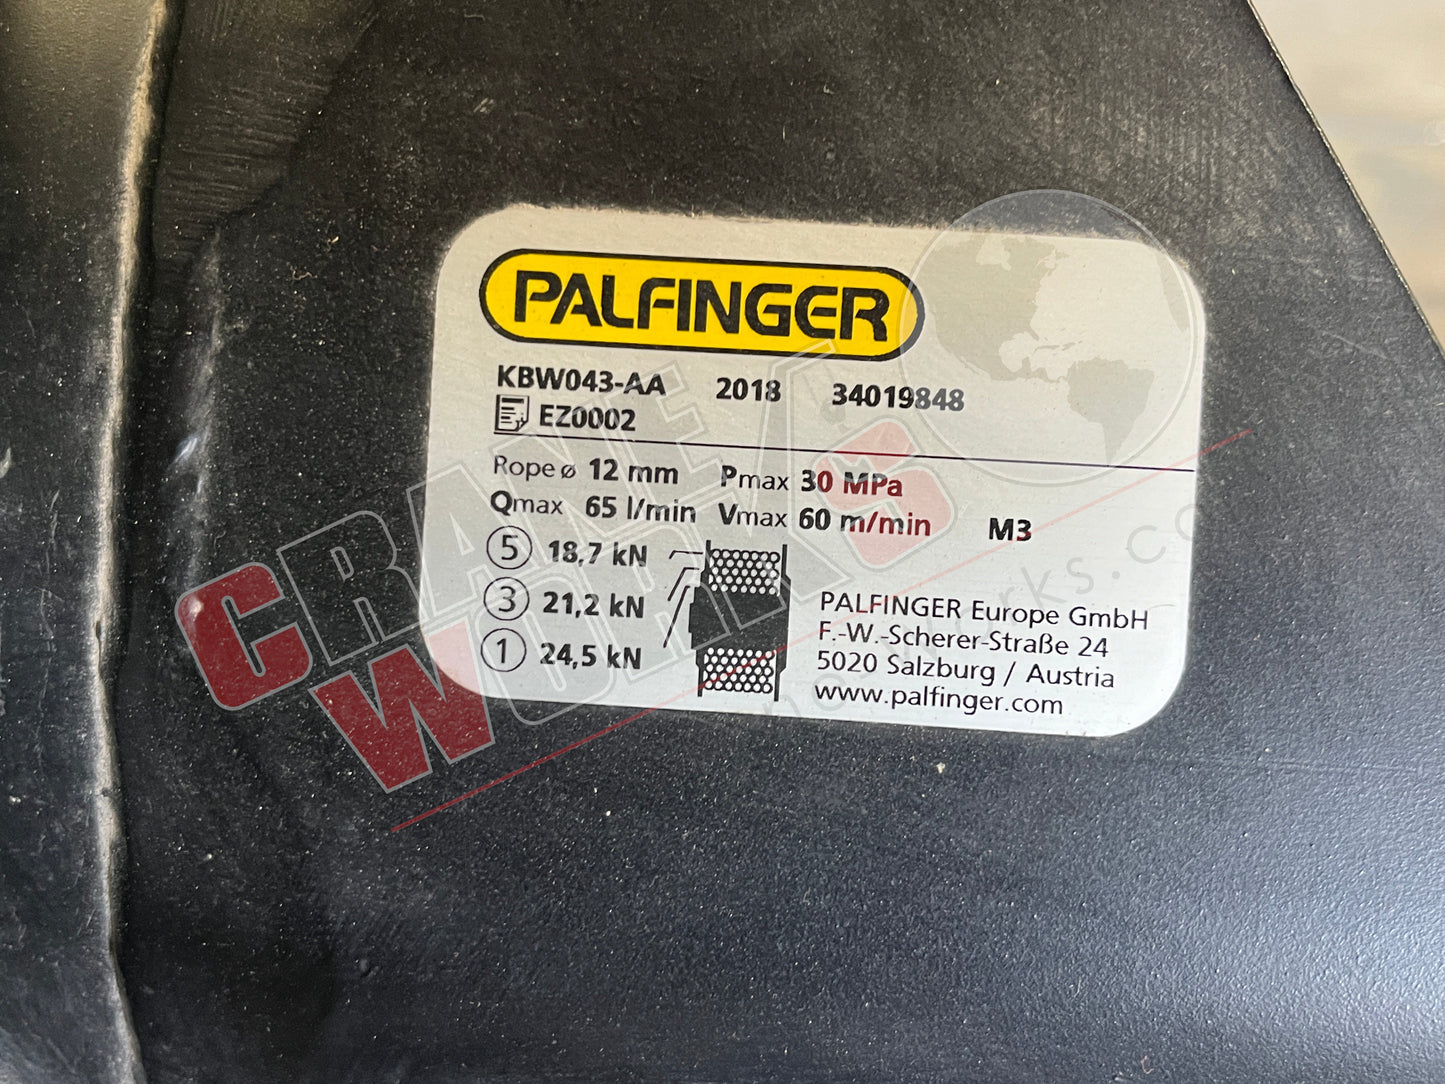 PALFINGER
KBW043-AA 2018 34019848
EZ0002
Rope ø 12 mm Pmax 30 MPa
Qmax 65 l/min Vmax 60 m/min M3
5 18,7 kN
3 21,2 kN
1 24,5 kN
PALFINGER Europe GmbH
F.-W.-Scherer-Straße 24
5020 Salzburg / Austria
www.palfinger.com
CRANE
WORKS